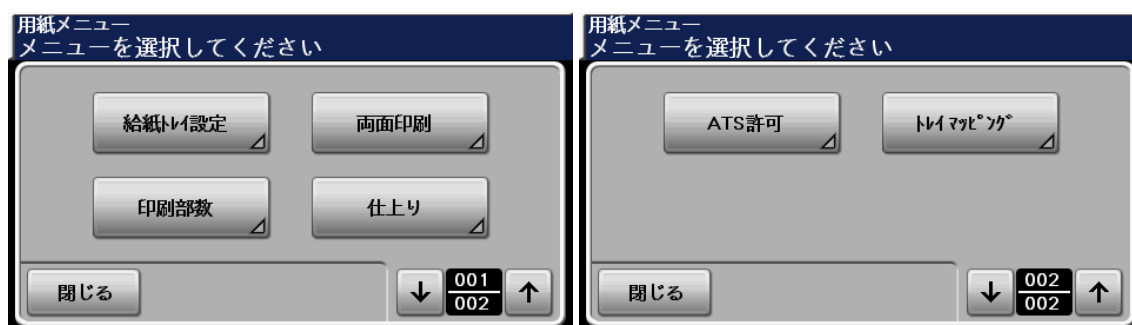 用紙メニュー
メニューを選択してください
給紙ﾄﾚｲ設定
両面印刷
印刷部数
仕上り
閉じる
↓ 001/002 ↑
用紙メニュー
メニューを選択してください
ATS許可
ﾄﾚｲﾏｯﾋﾟﾝｸﾞ
閉じる
↓ 002/002 ↑